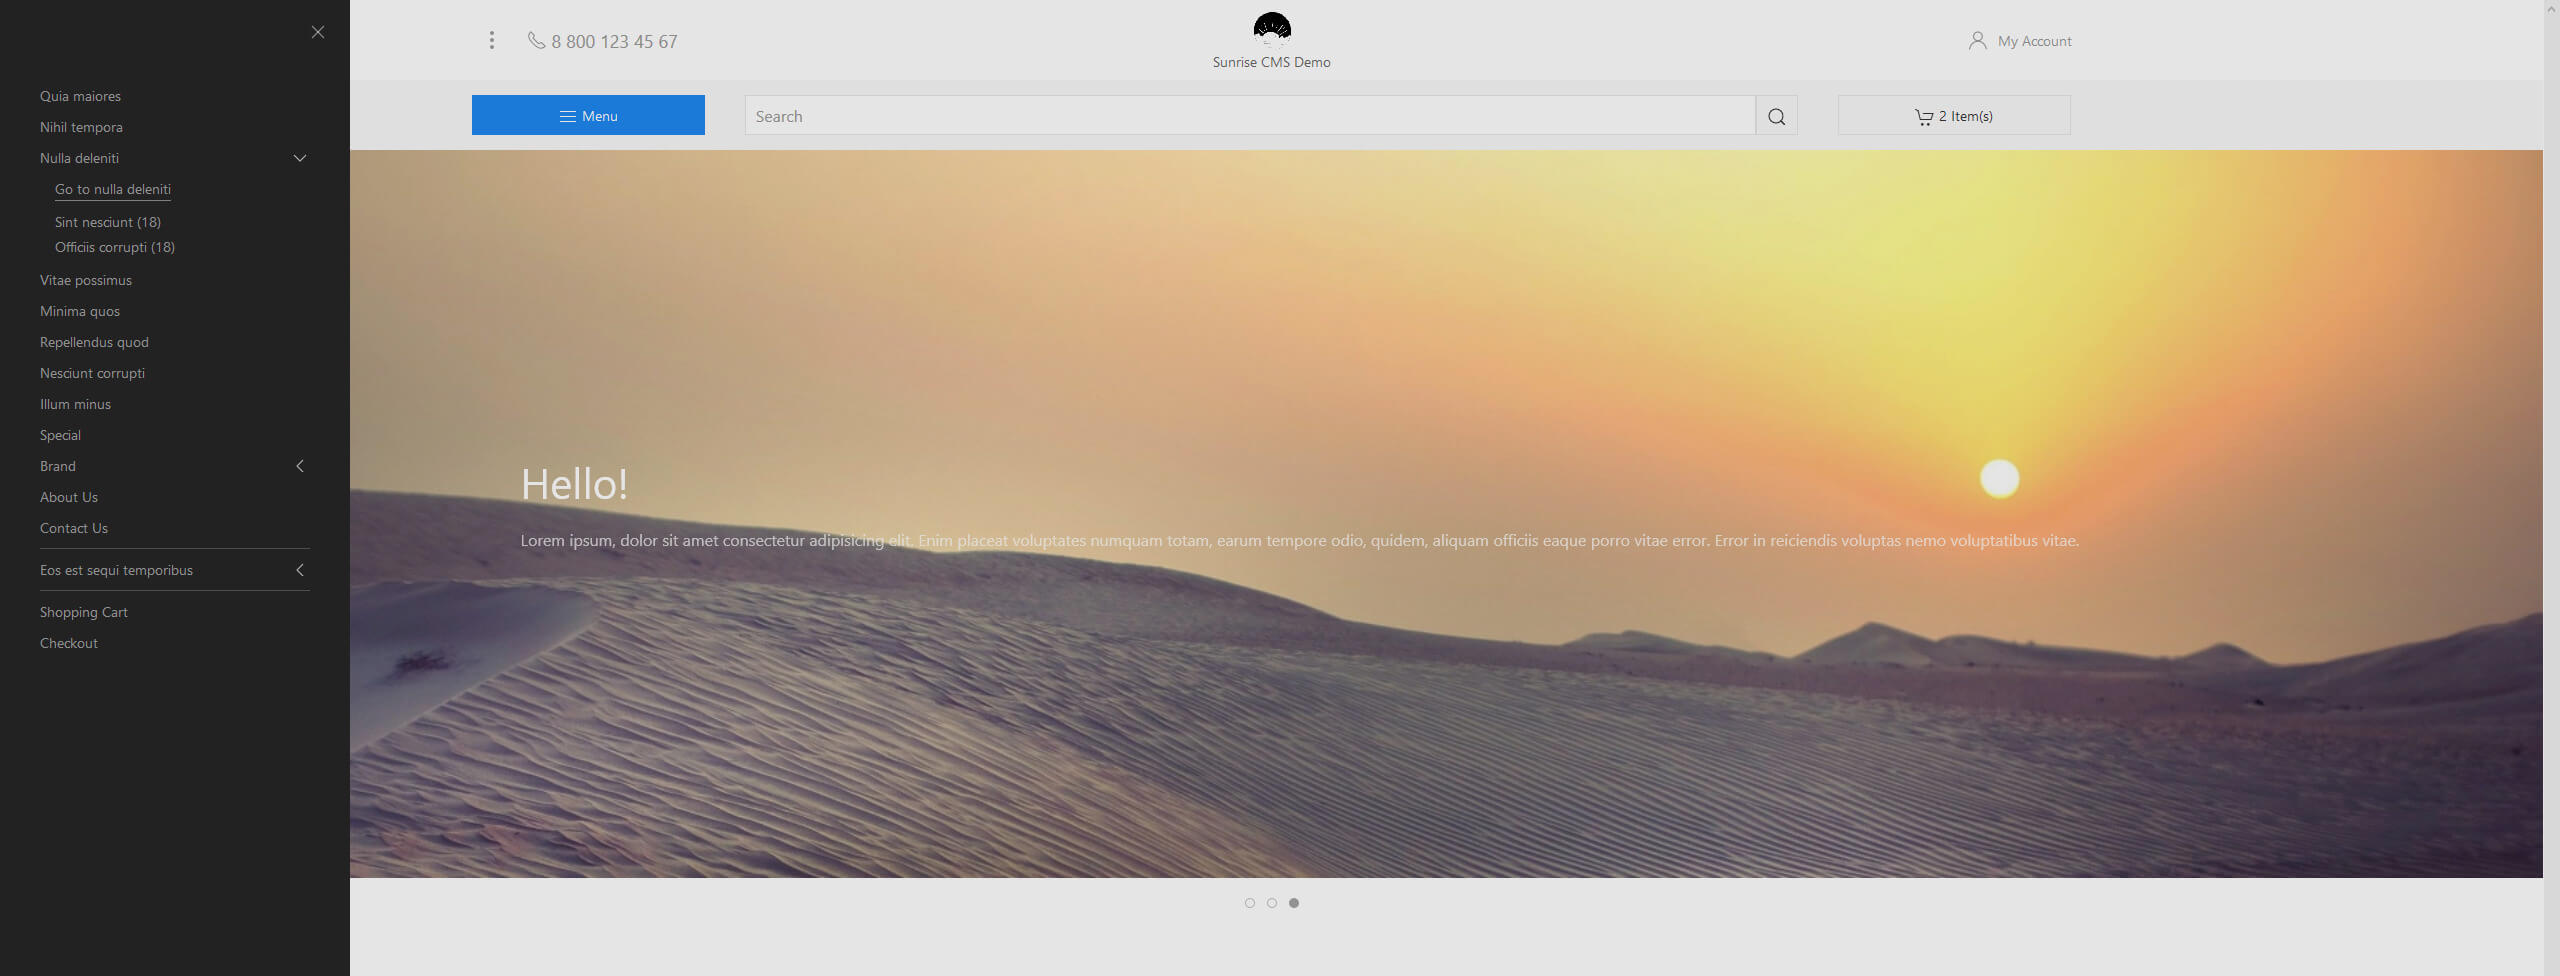 Quia maiores
Nihil tempora
Nulla deleniti
Go to nulla deleniti
Sint nesciunt (18)
Officiis corrupti (18)
Vitae possimus
Minima quos
Repellendus quod
Nesciunt corrupti
Illum minus
Special
Brand
About Us
Contact Us
Eos est sequi temporibus
Shopping Cart
Checkout
8 800 123 45 67
Sunrise CMS Demo
My Account
Menu
Search
2 Item(s)
Hello!
Lorem ipsum, dolor sit amet consectetur adipisicing elit. Enim placeat voluptates numquam totam, earum tempore odio, quidem, aliquam officiis eaque porro vitae error. Error in reiciendis voluptas nemo voluptatibus vitae.